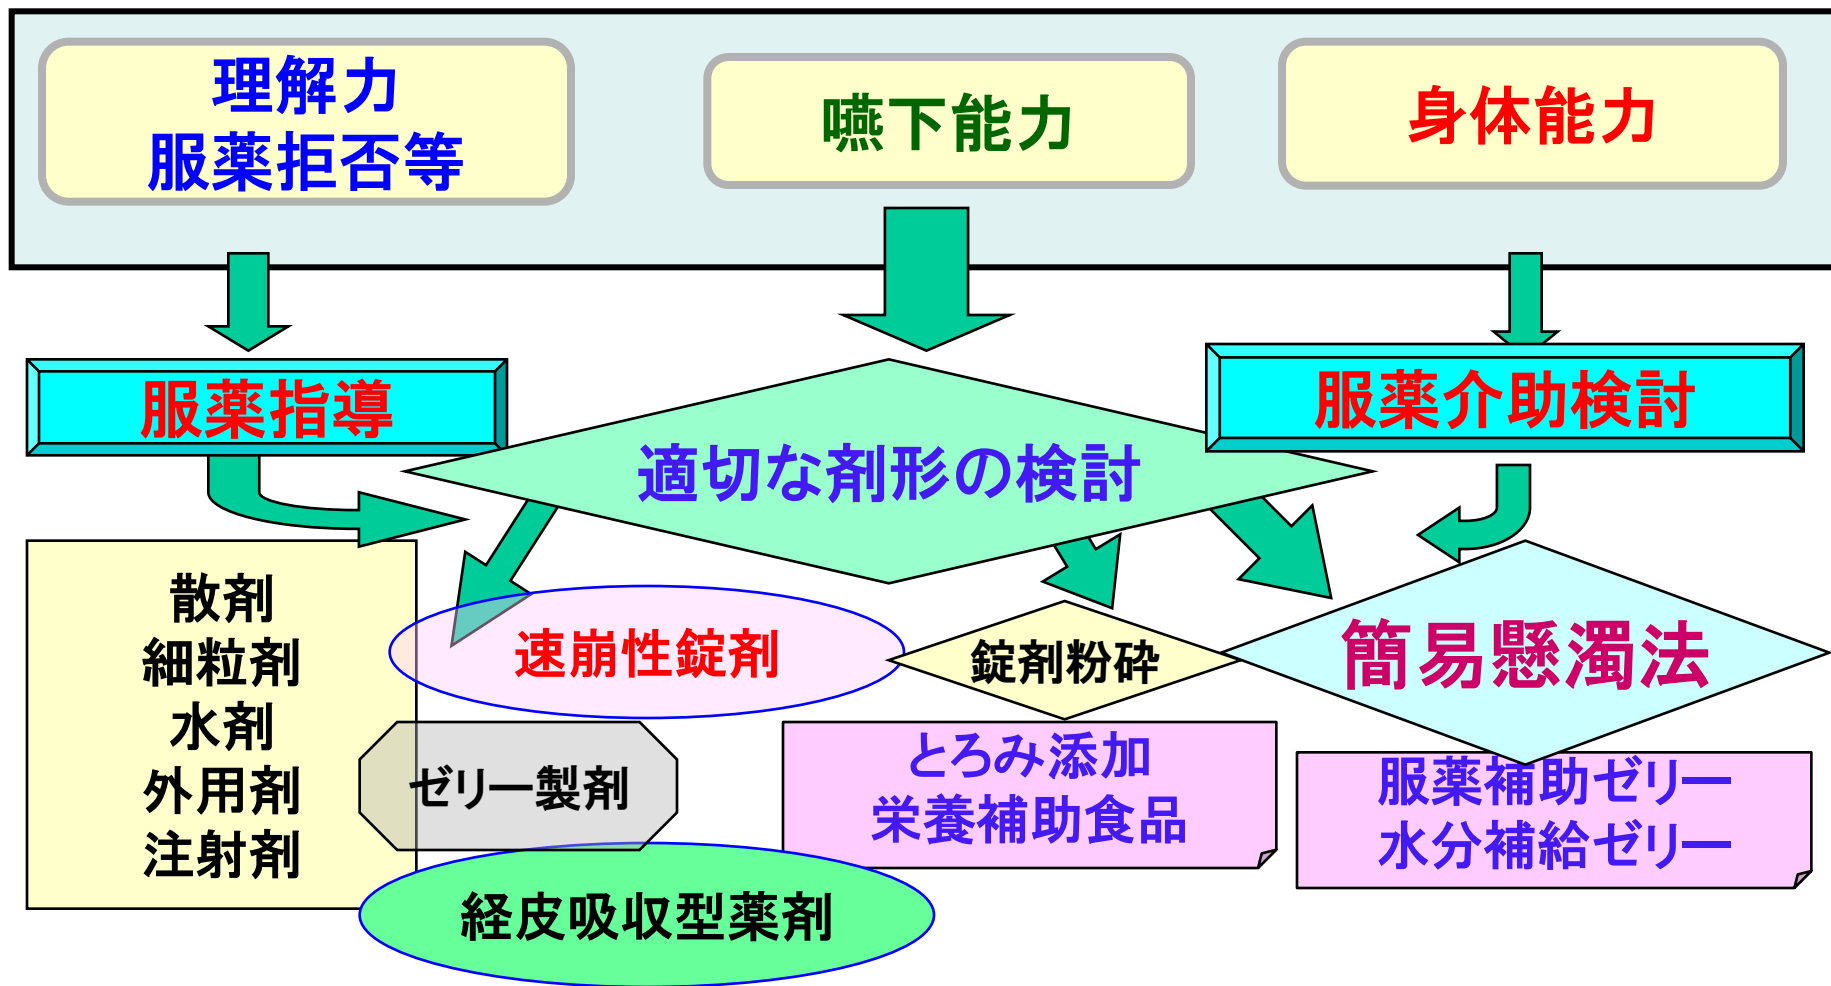 理解力
服薬拒否等
嚥下能力
身体能力
服薬指導
適切な剤形の検討
服薬介助検討
散剤
細粒剤
水剤
外用剤
注射剤
速崩性錠剤
錠剤粉砕
簡易懸濁法
ゼリー製剤
とろみ添加
栄養補助食品
服薬補助ゼリー
水分補給ゼリー
経皮吸収型薬剤